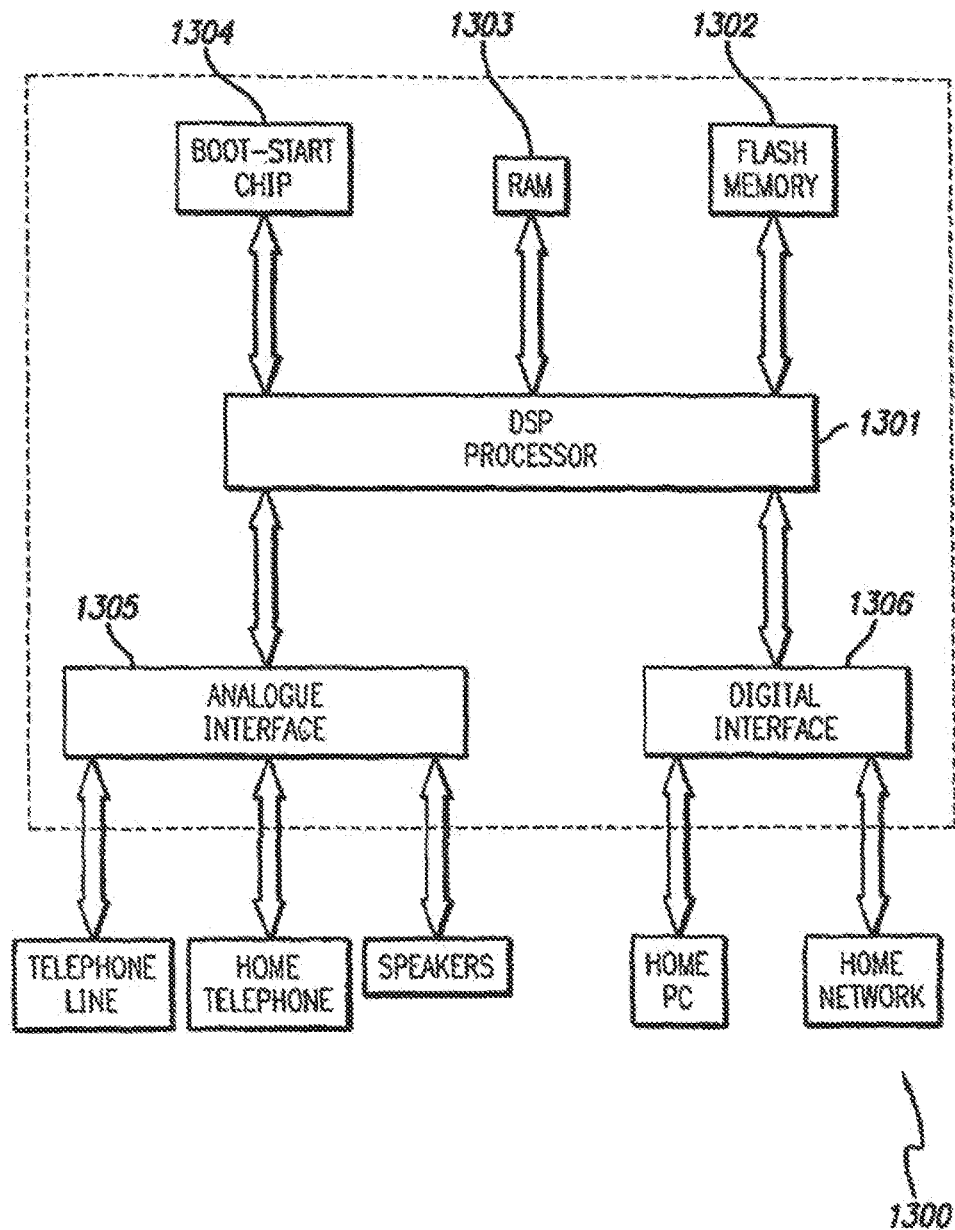 1304
1303
1302
BOOT-START
CHIP
RAM
FLASH
MEMORY
DSP
PROCESSOR
1301
1305
1306
ANALOGUE
INTERFACE
DIGITAL
INTERFACE
TELEPHONE
LINE
HOME
TELEPHONE
SPEAKERS
HOME
PC
HOME
NETWORK
1300